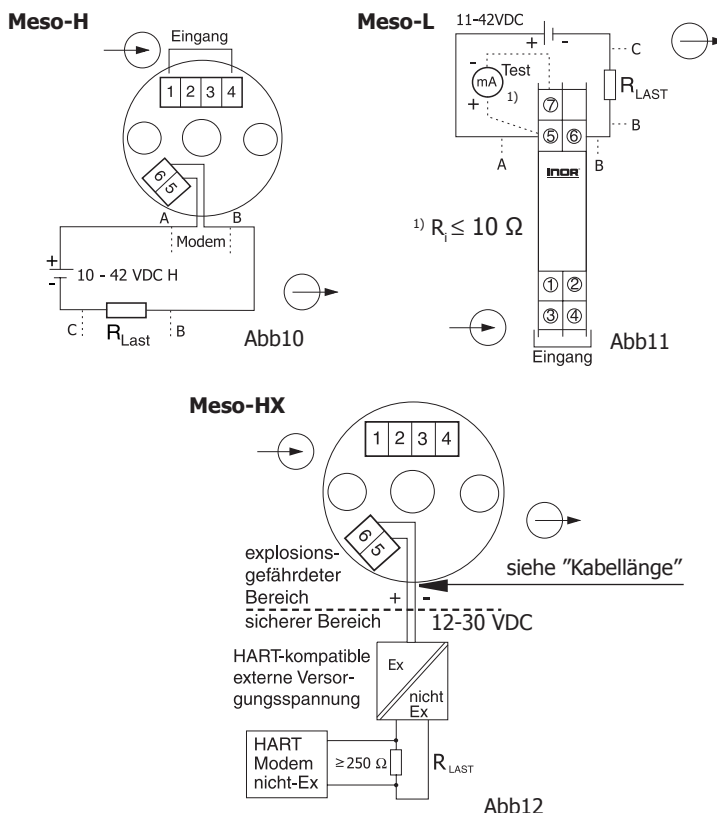 Meso-H
Eingang
1 2 3 4
6 5
A
B
Modem
+
-
10 - 42 VDC H
C
R Last
B
Abb10
Meso-L
11-42VDC
+ -
C
-
mA
Test
+
1)
R LAST
B
7
5 6
A
B
INOR
1) Ri ≤ 10 Ω
1 2
3 4
Eingang
Abb11
Meso-HX
1 2 3 4
6 5
explosions-
gefährdeter
Bereich
+ -
siehe "Kabellänge"
sicherer Bereich
12-30 VDC
HART-kompatible
externe Versor-
gungsspannung
Ex
nicht
Ex
HART
Modem
nicht-Ex
≥250 Ω
R LAST
Abb12